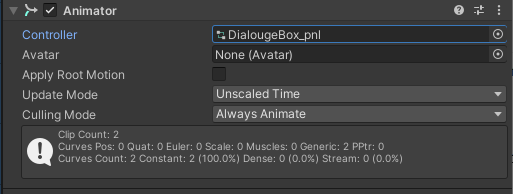 Animator
Controller DialougeBox_pnl
Avatar None (Avatar)
Apply Root Motion
Update Mode Unscaled Time
Culling Mode Always Animate
Clip Count: 2
Curves Pos: 0 Quat: 0 Euler: 0 Scale: 0 Muscles: 0 Generic: 2 PPtr: 0
Curves Count: 2 Constant: 2 (100.0%) Dense: 0 (0.0%) Stream: 0 (0.0%)